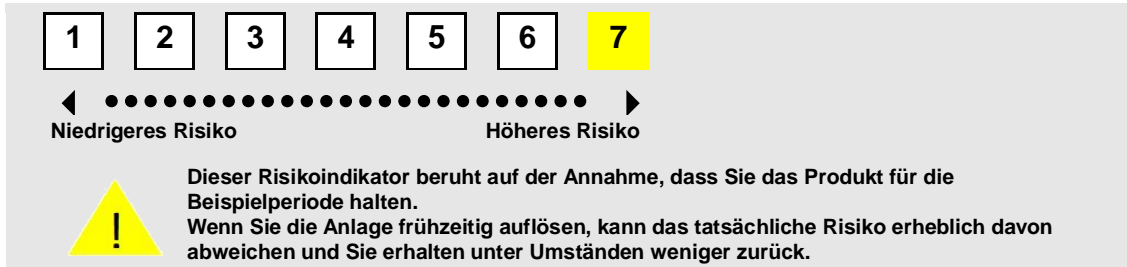 1 2 3 4 5 6 7
Niedrigeres Risiko Höheres Risiko
Dieser Risikoindikator beruht auf der Annahme, dass Sie das Produkt für die
Beispielperiode halten.
Wenn Sie die Anlage frühzeitig auflösen, kann das tatsächliche Risiko erheblich davon
abweichen und Sie erhalten unter Umständen weniger zurück.
!